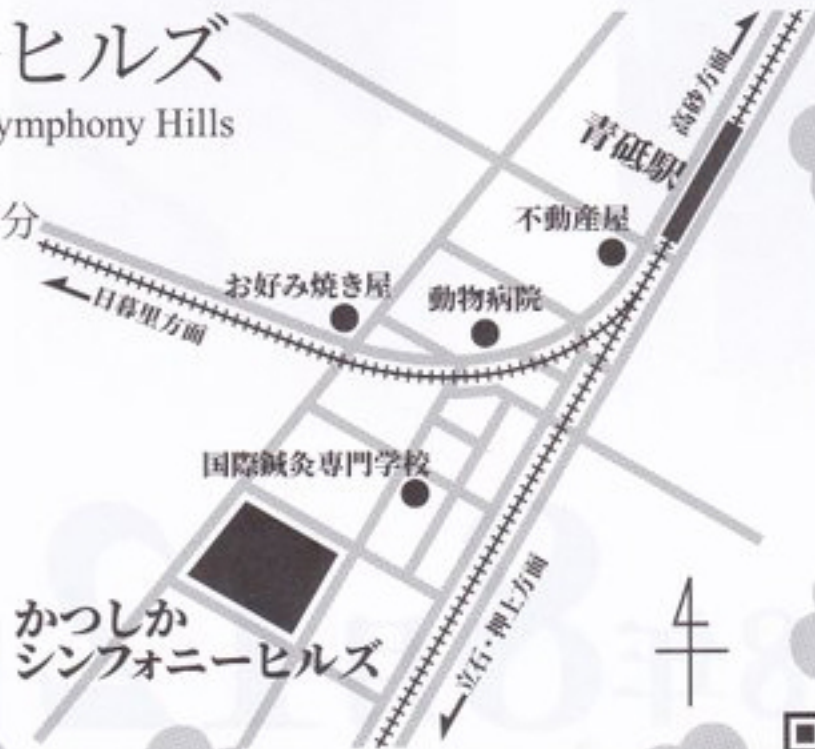 ーヒルズ
ymphony Hills
分
高砂方面
青砥駅
不動産屋
お好み焼き屋
動物病院
日暮里方面
国際鍼灸専門学校
かつしか
シンフォニーヒルズ
立石・押上方面